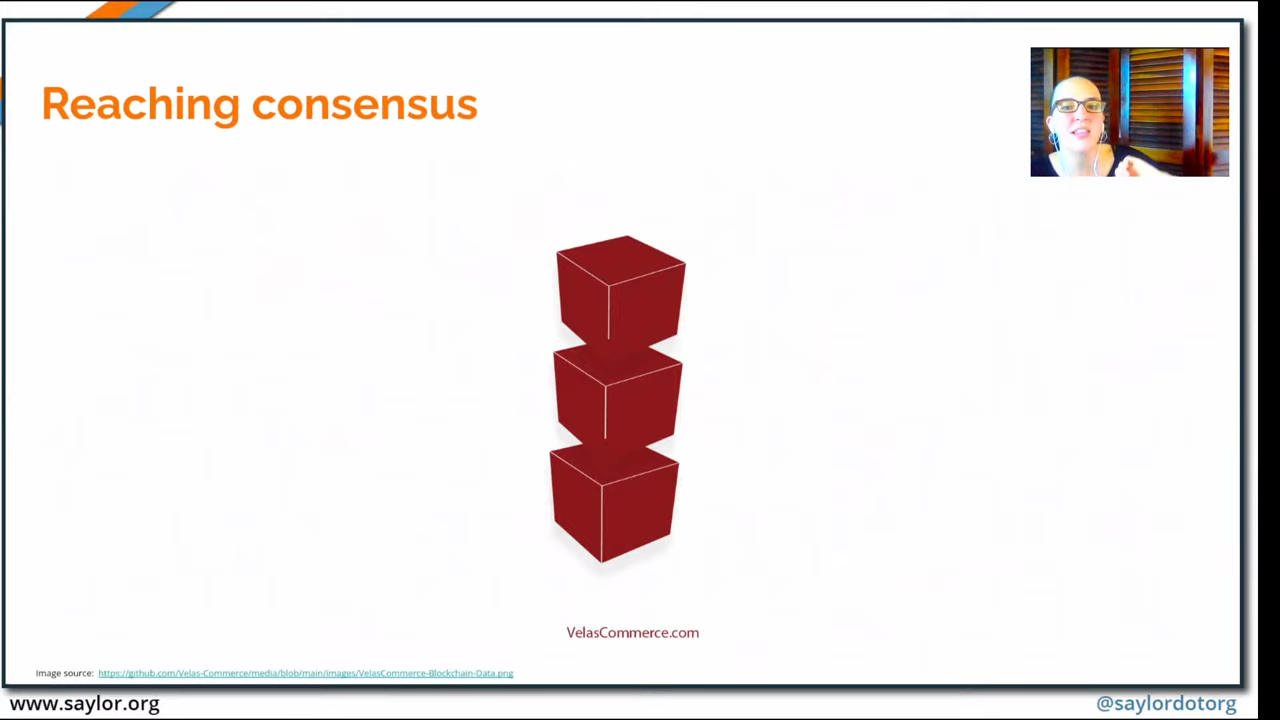 Reaching consensus
VelasCommerce.com
Image source: https://github.com/Velas-Commerce/media/blob/main/images/VelasCommerce-Blockchain-Data.png
www.saylor.org
@saylordotorg